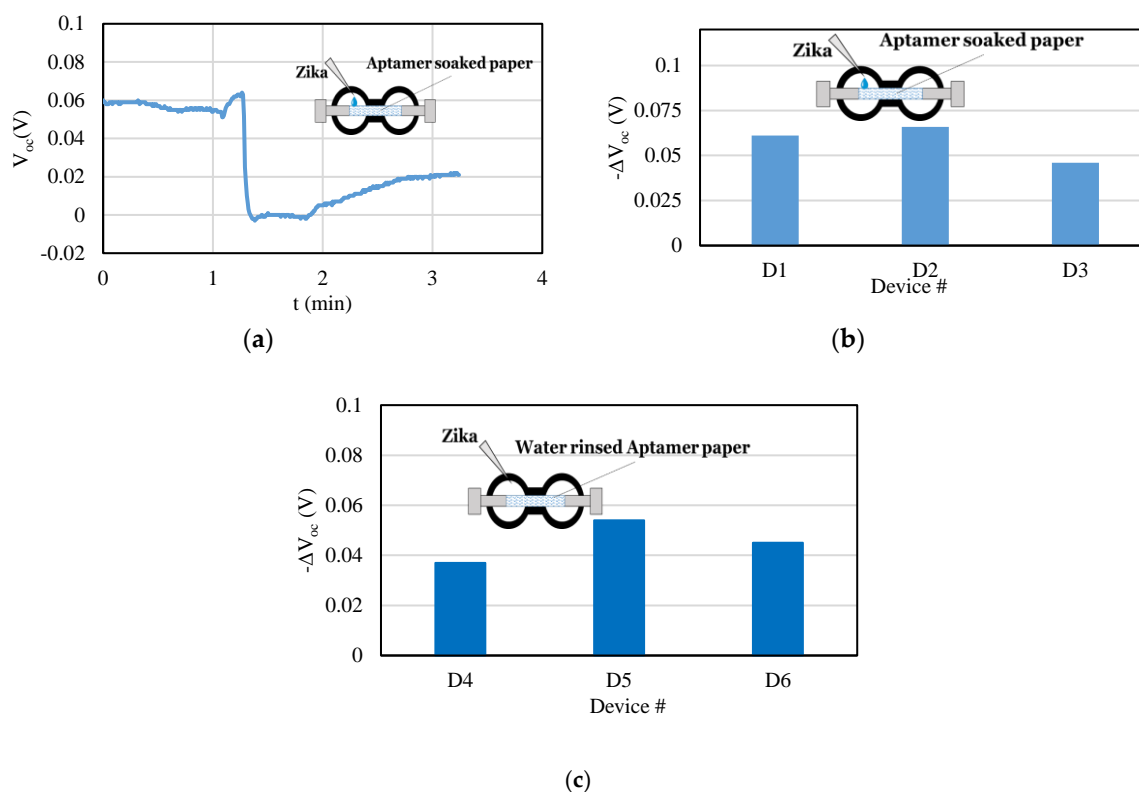 0.1
0.08
0.06
0.04
0.02
0
-0.02
V_oc(V)
0
1
2
3
4
t (min)
Zika
Aptamer soaked paper
(a)
0.1
0.075
0.05
0.025
0
-ΔV_oc (V)
Zika
Aptamer soaked paper
D1
D2
D3
Device #
(b)
0.1
0.08
0.06
0.04
0.02
0
-ΔV_oc (V)
Zika
Water rinsed Aptamer paper
D4
D5
D6
Device #
(c)